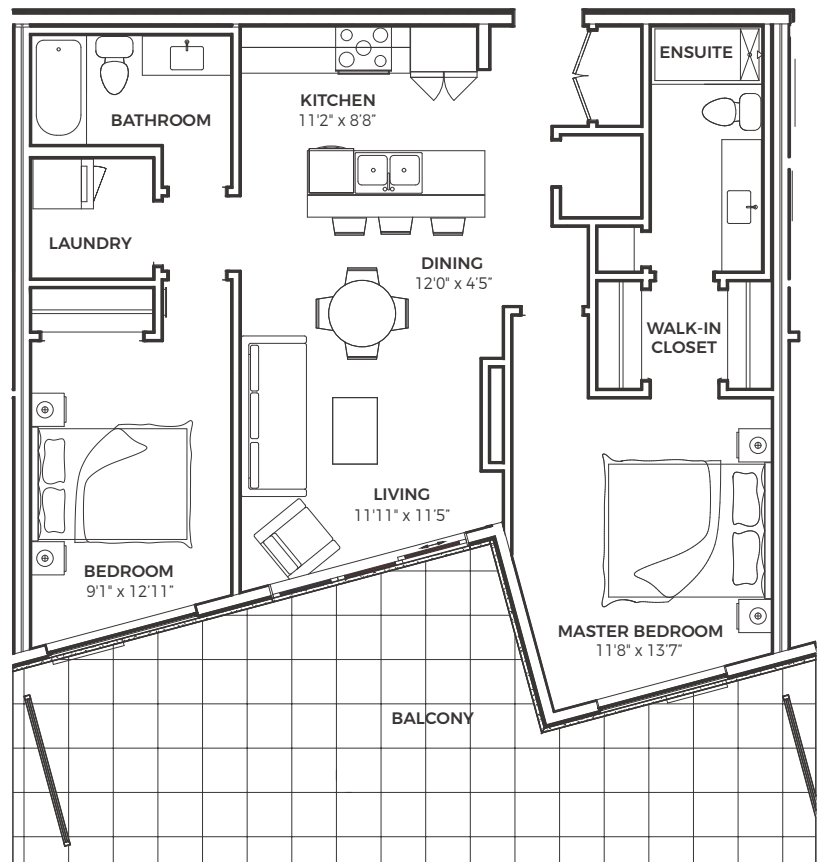 ENSUITE
KITCHEN
11'2" x 8'8"
BATHROOM
LAUNDRY
DINING
12'0" x 4'5"
WALK-IN
CLOSET
LIVING
11'11" x 11'5"
BEDROOM
9'1" x 12'11"
MASTER BEDROOM
11'8" x 13'7"
BALCONY